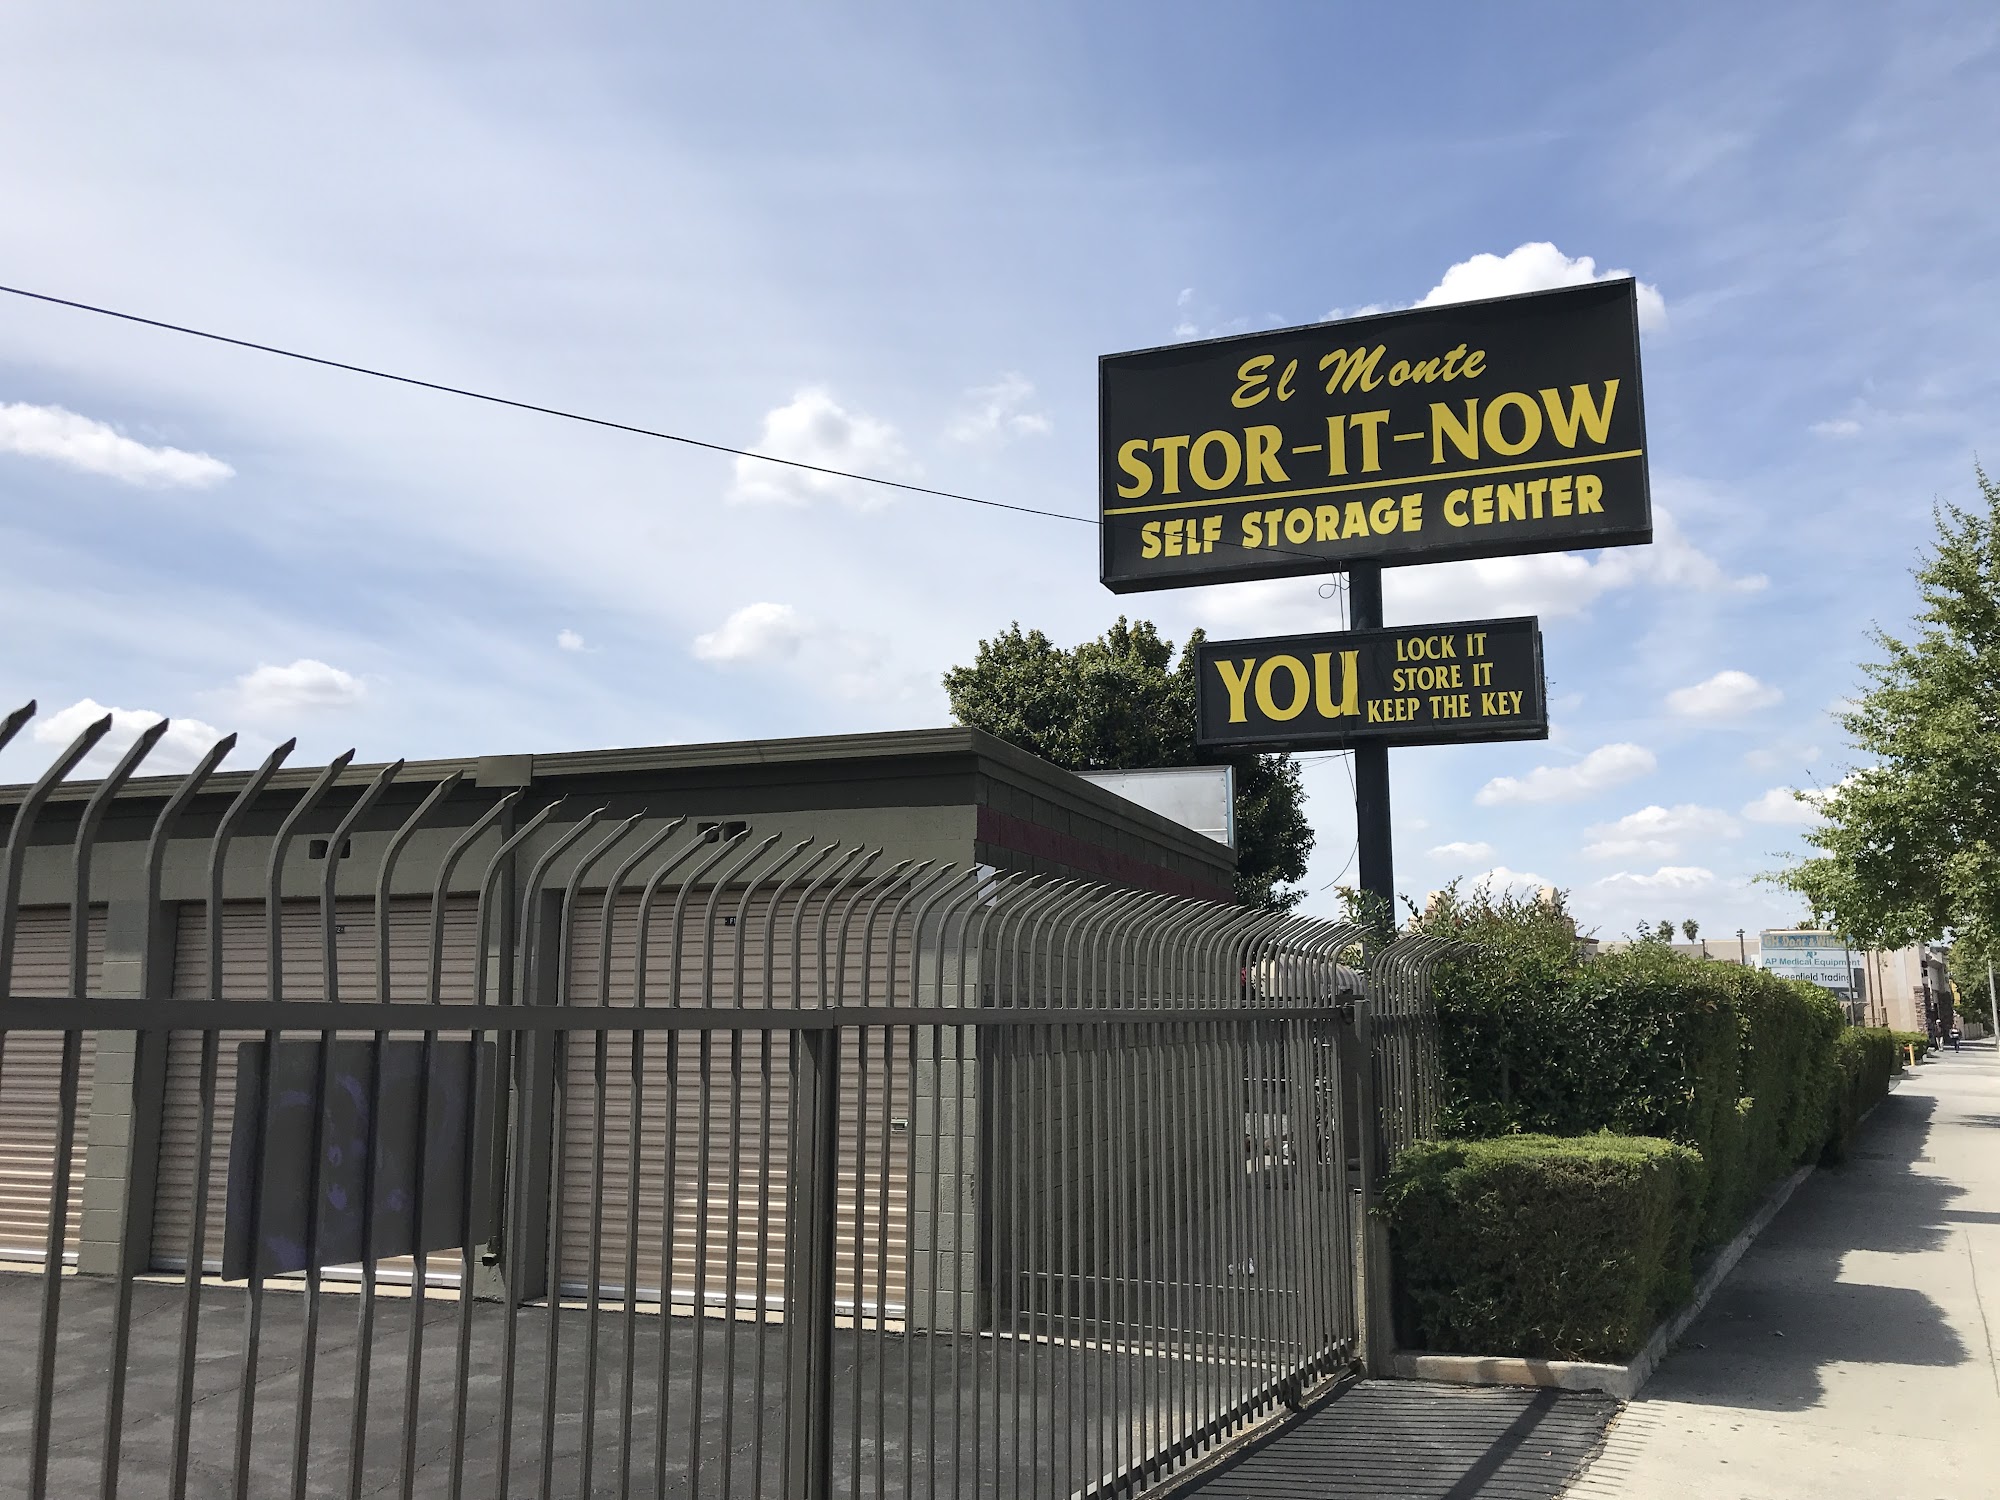 El Monte
STOR-IT-NOW
SELF STORAGE CENTER
YOU
LOCK IT
STORE IT
KEEP THE KEY
AP Medical Equipment
Greenfield Trading